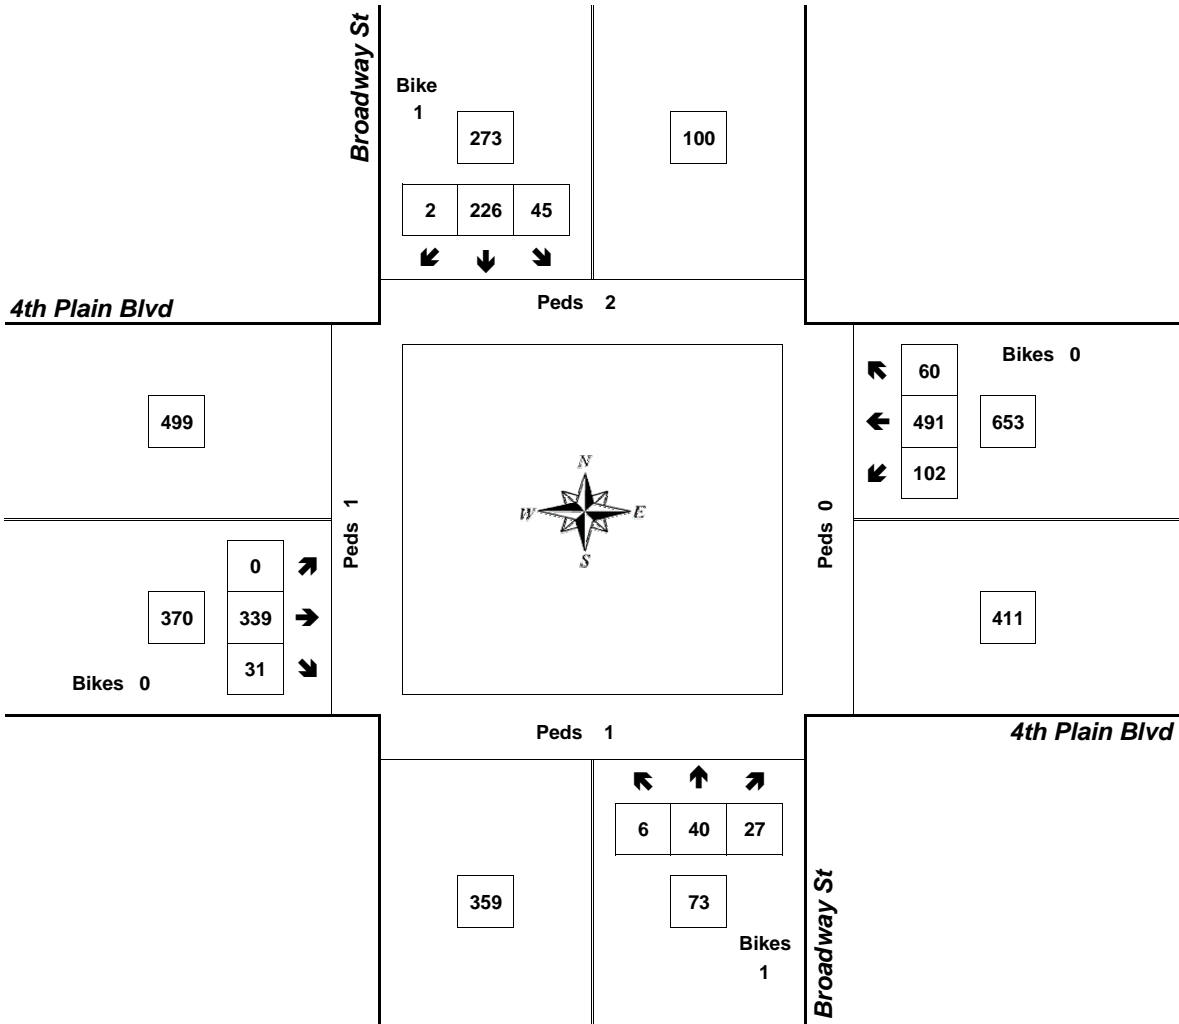 Broadway St
Bike
1
273
100
2 226 45
4th Plain Blvd
Peds 2
60
Bikes 0
499
491
653
102
N
W E
S
Peds 1
Peds 0
0
370
339
411
31
Bikes 0
Peds 1
4th Plain Blvd
6 40 27
359
73
Bikes
1
Broadway St